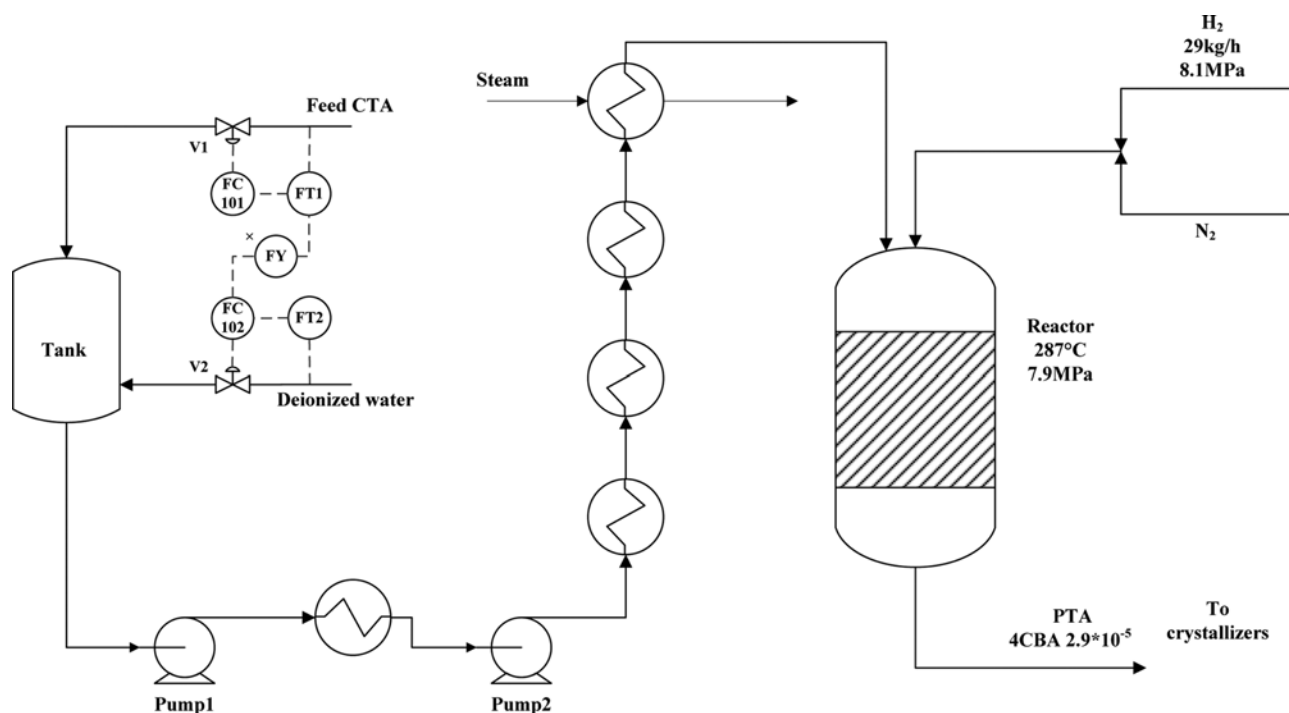 H₂
29kg/h
8.1MPa
Steam
Feed CTA
V1
FC
101
FT1
×
FY
N₂
FC
102
FT2
Tank
V2
Deionized water
Reactor
287°C
7.9MPa
PTA
4CBA 2.9*10⁻⁵
To
crystallizers
Pump1
Pump2